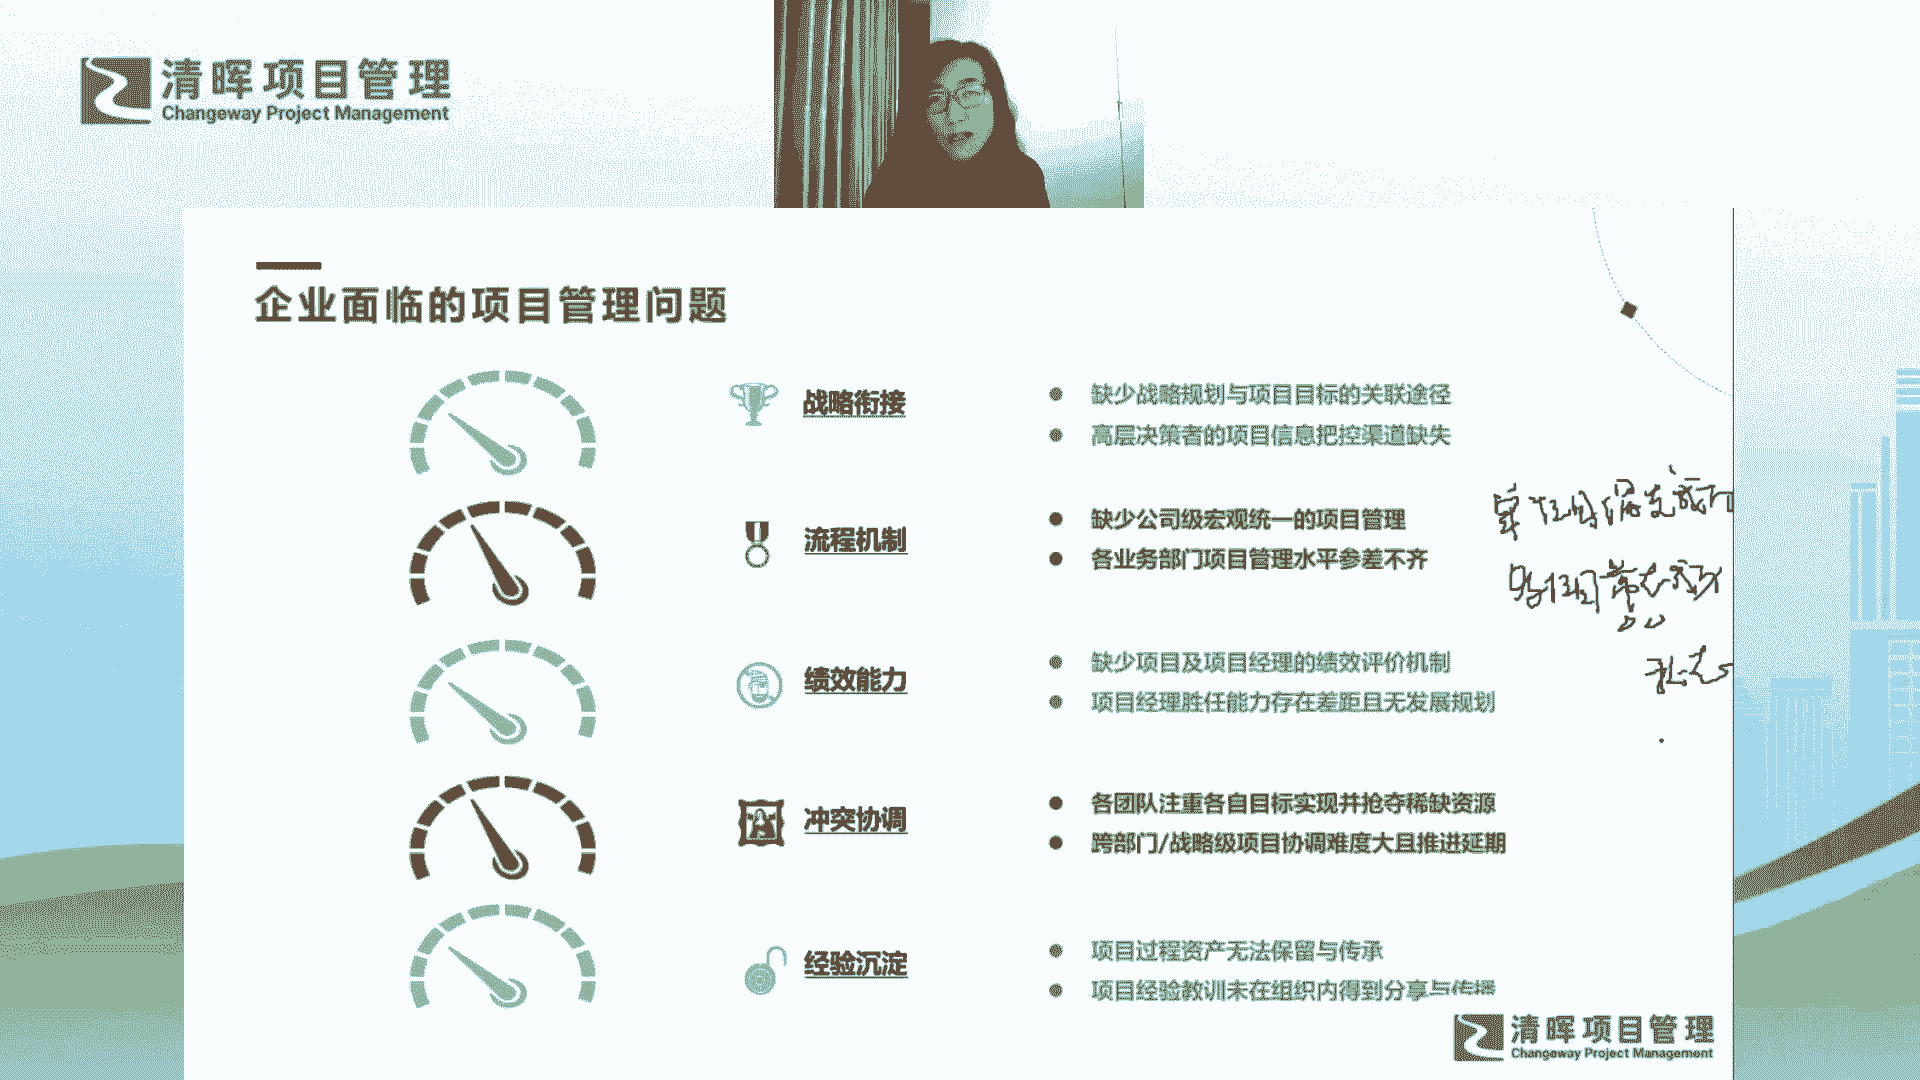 清晖项目管理
Changeway Project Management
企业面临的项目管理问题
战略衔接
缺少战略规划与项目目标的关联途径
高层决策者的项目信息把控渠道缺失
流程机制
缺少公司级宏观统一的项目管理
各业务部门项目管理水平参差不齐
绩效能力
缺少项目及项目经理的绩效评价机制
项目经理胜任能力存在差距且无发展规划
冲突协调
各团队注重各自目标实现并抢夺稀缺资源
跨部门/战略级项目协调难度大且推进延期
经验沉淀
项目过程资产无法保留与传承
项目经验教训未在组织内得到分享与传播
清晖项目管理
Changeway Project Management